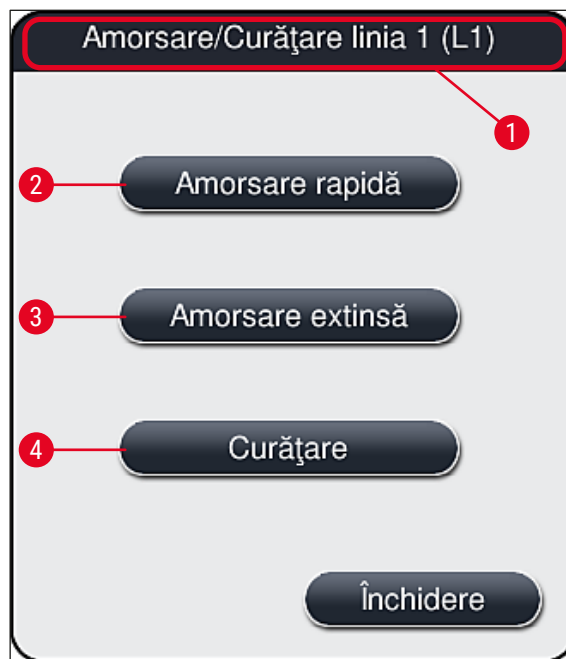 Amorsare/Curăţare linia 1 (L1)
1
2
Amorsare rapidă
3
Amorsare extinsă
4
Curăţare
Închidere